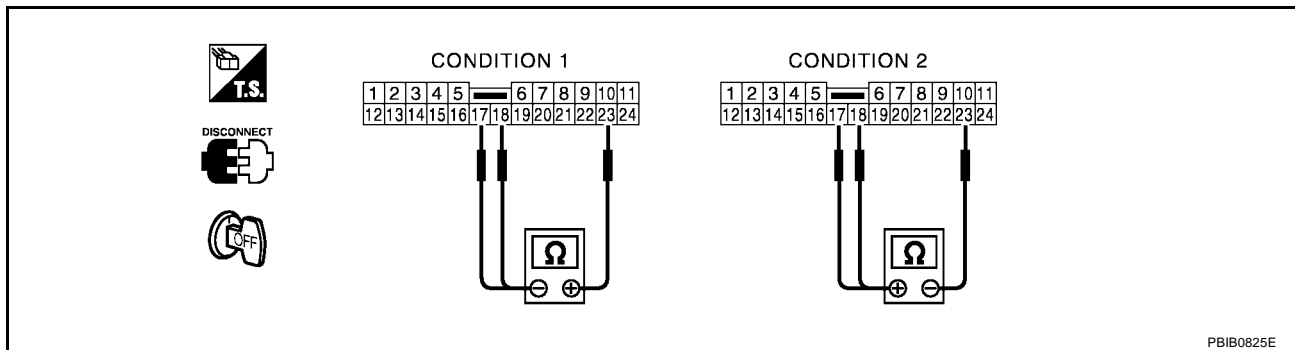 CONDITION 1
1 2 3 4 5 6 7 8 9 10 11
12 13 14 15 16 17 18 19 20 21 22 23 24
Ω
− +
CONDITION 2
1 2 3 4 5 6 7 8 9 10 11
12 13 14 15 16 17 18 19 20 21 22 23 24
Ω
+ −
T.S.
DISCONNECT
OFF
PBIB0825E